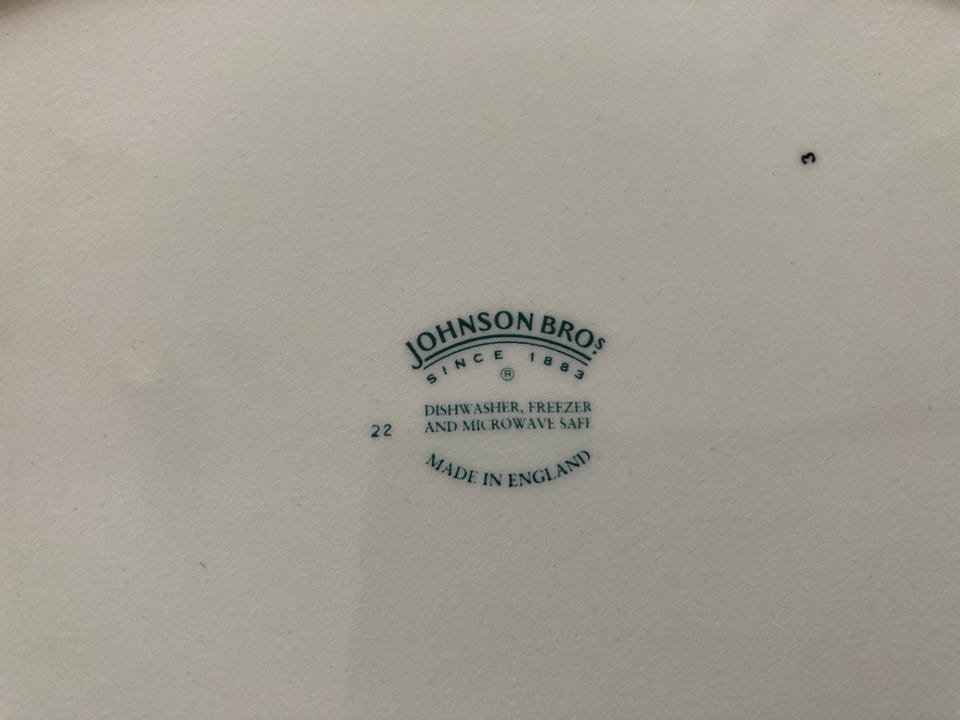 3
JOHNSON BROS
SINCE 1883
®
DISHWASHER, FREEZER
22 AND MICROWAVE SAFE
MADE IN ENGLAND